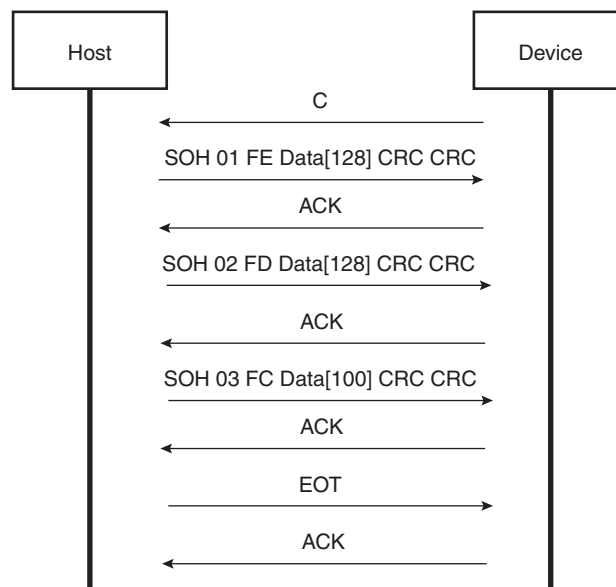 Host
Device
C
SOH 01 FE Data[128] CRC CRC
ACK
SOH 02 FD Data[128] CRC CRC
ACK
SOH 03 FC Data[100] CRC CRC
ACK
EOT
ACK